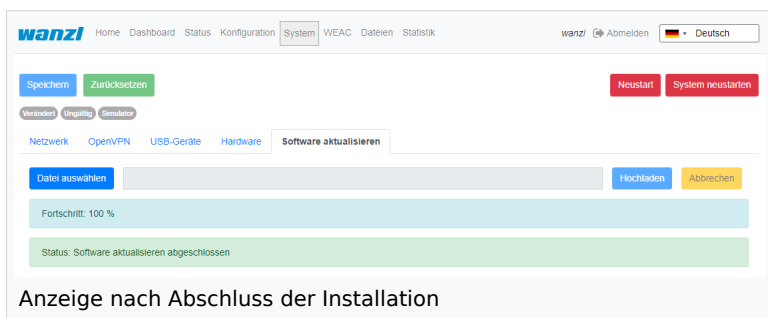 wanzl Home Dashboard Status Konfiguration System WEAC Dateien Statistik wanzl Abmelden Deutsch
Speichern Zurücksetzen Neustart System neustarten
Verändert Ungültig Simulator
Netzwerk OpenVPN USB-Geräte Hardware Software aktualisieren
Datei auswählen Hochladen Abbrechen
Fortschritt: 100 %
Status: Software aktualisieren abgeschlossen
Anzeige nach Abschluss der Installation